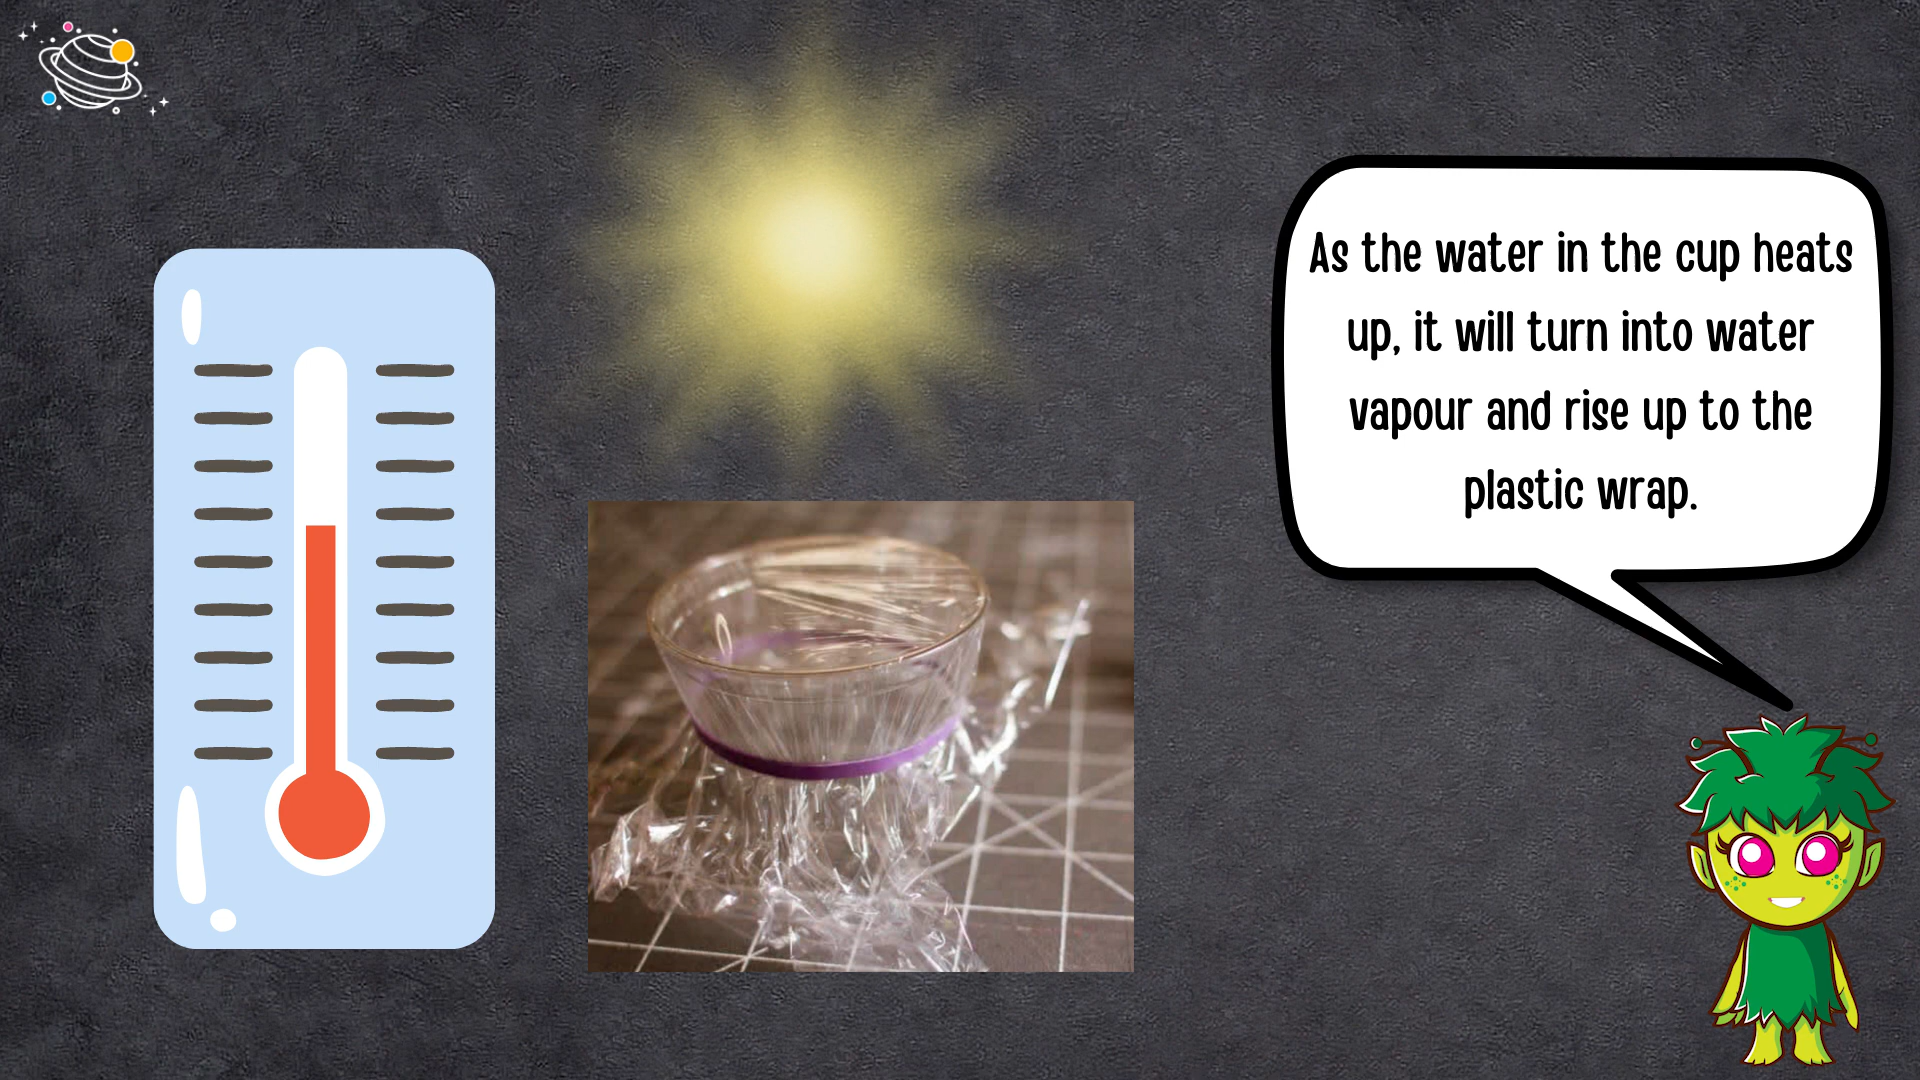 As the water in the cup heats
up, it will turn into water
vapour and rise up to the
plastic wrap.